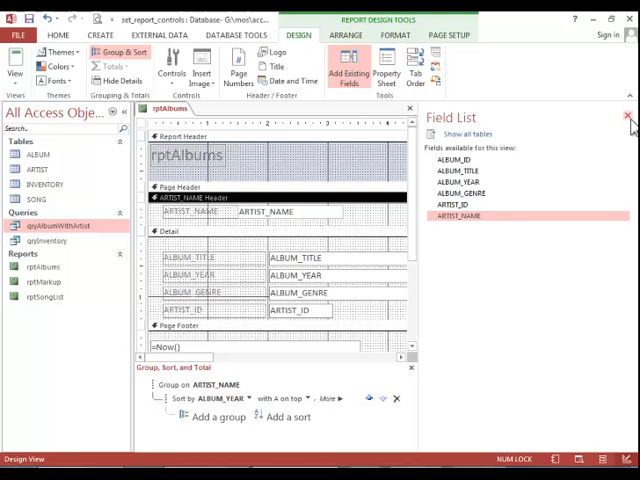 set_report_controls : Database- G:\mos\acc...
REPORT DESIGN TOOLS
Sign in
FILE HOME CREATE EXTERNAL DATA DATABASE TOOLS DESIGN ARRANGE FORMAT PAGE SETUP
View
Views
Themes
Colors
Fonts
Themes
Group & Sort
Totals
Hide Details
Grouping & Totals
Controls
Insert Image
Controls
Page Numbers
Logo
Title
Date and Time
Header / Footer
Add Existing Fields
Property Sheet
Tab Order
Tools
All Access Obje...
Search...
Tables
ALBUM
ARTIST
INVENTORY
SONG
Queries
qryAlbumWithArtist
qryInventory
Reports
rptAlbums
rptMarkup
rptSongList
rptAlbums
1 2 3 4
Report Header
rptAlbums
Page Header
ARTIST_NAME Header
ARTIST_NAME ARTIST_NAME
Detail
ALBUM_TITLE ALBUM_TITLE
ALBUM_YEAR ALBUM_YEAR
ALBUM_GENRE ALBUM_GENRE
ARTIST_ID ARTIST_ID
Page Footer
=Now()
Group, Sort, and Total
Group on ARTIST_NAME
Sort by ALBUM_YEAR with A on top More
Add a group Add a sort
Field List
Show all tables
Fields available for this view:
ALBUM_ID
ALBUM_TITLE
ALBUM_YEAR
ALBUM_GENRE
ARTIST_ID
ARTIST_NAME
Design View
NUM LOCK